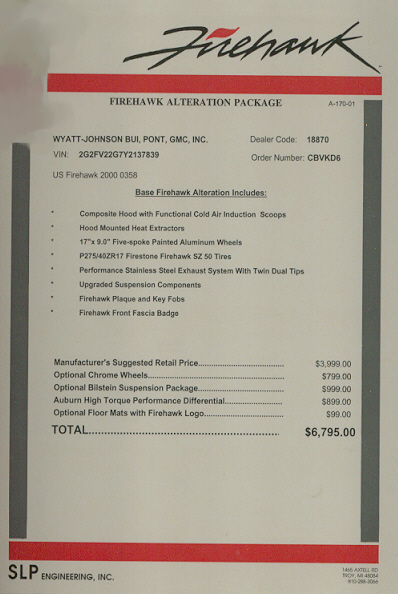 Firehawk
FIREHAWK ALTERATION PACKAGE A-170-01
WYATT-JOHNSON BUI, PONT, GMC, INC. Dealer Code: 18870
VIN: 2G2FV22G7Y2137839 Order Number: CBVKD6
US Firehawk 2000 0358
Base Firehawk Alteration Includes:
* Composite Hood with Functional Cold Air Induction Scoops
* Hood Mounted Heat Extractors
* 17"x 9.0" Five-spoke Painted Aluminum Wheels
* P275/40ZR17 Firestone Firehawk SZ 50 Tires
* Performance Stainless Steel Exhaust System With Twin Dual Tips
* Upgraded Suspension Components
* Firehawk Plaque and Key Fobs
* Firehawk Front Fascia Badge
Manufacturer's Suggested Retail Price............................ $3,999.00
Optional Chrome Wheels............................................ $799.00
Optional Bilstein Suspension Package............................ $999.00
Auburn High Torque Performance Differential................... $899.00
Optional Floor Mats with Firehawk Logo.......................... $99.00
TOTAL.................................................... $6,795.00
SLP ENGINEERING, INC.
1465 AXTELL RD
TROY, MI 48084